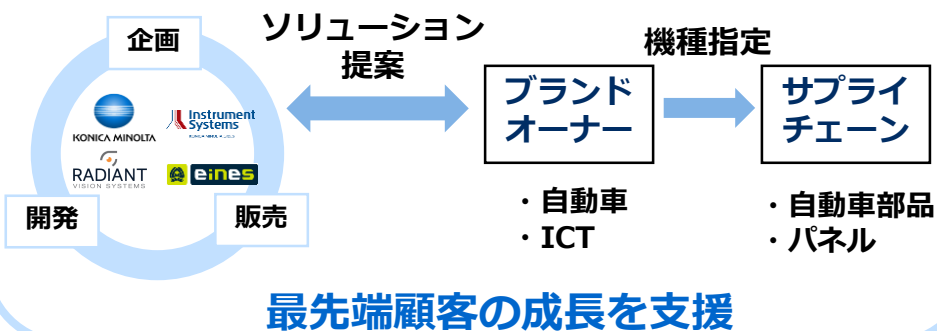 企画
ソリューション
提案
機種指定
KONICA MINOLTA
Instrument
Systems
RADIANT
VISION SYSTEMS
eines
ブランド
オーナー
サプライ
チェーン
開発
販売
・自動車
・ICT
・自動車部品
・パネル
最先端顧客の成長を支援